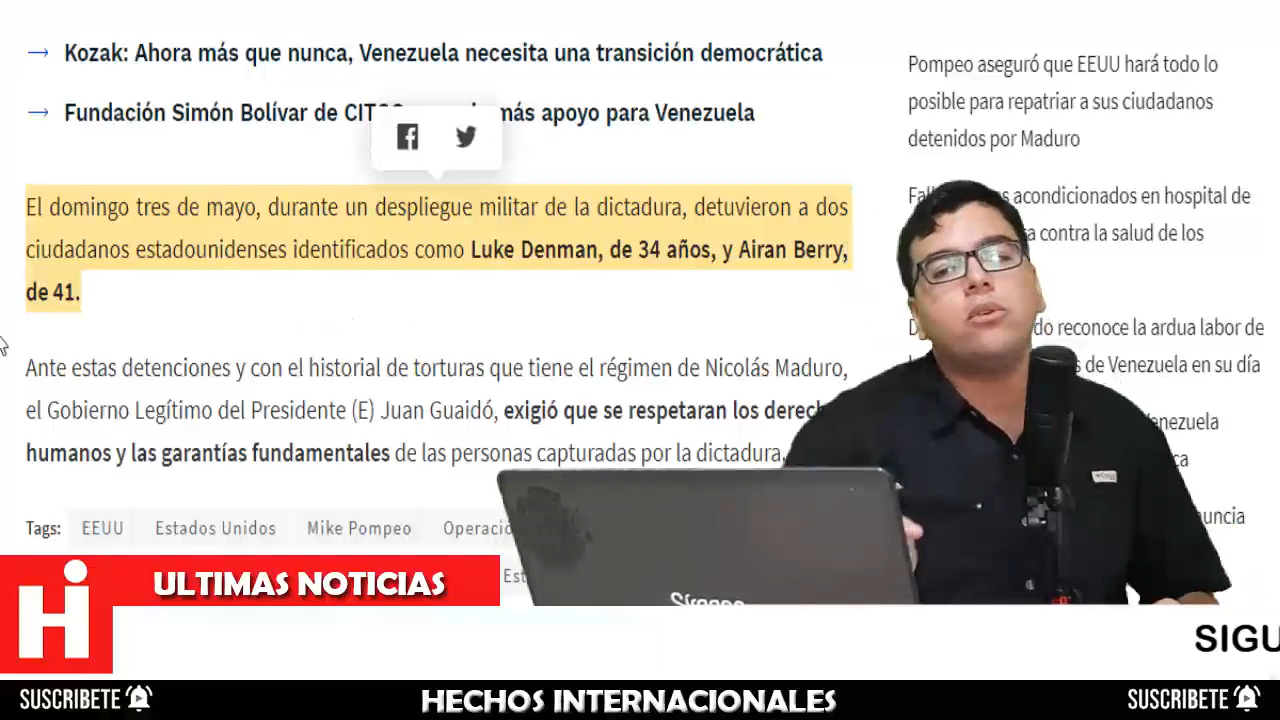 → Kozak: Ahora más que nunca, Venezuela necesita una transición democrática
→ Fundación Simón Bolívar de más apoyo para Venezuela
El domingo tres de mayo, durante un despliegue militar de la dictadura, detuvieron a dos
ciudadanos estadounidenses identificados como Luke Denman, de 34 años, y Airan Berry,
de 41.
Ante estas detenciones y con el historial de torturas que tiene el régimen de Nicolás Maduro,
el Gobierno Legítimo del Presidente (E) Juan Guaidó, exigió que se respetaran los
humanos y las garantías fundamentales de las personas capturadas por la dictadura,
Tags: EEUU Estados Unidos Mike Pompeo
Pompeo aseguró que EEUU hará todo lo
posible para repatriar a sus ciudadanos
detenidos por Maduro
acondicionados en hospital de
contra la salud de los
reconoce la ardua labor de
de Venezuela en su día
Hi
ULTIMAS NOTICIAS
SIGU
SUSCRIBETE
HECHOS INTERNACIONALES
SUSCRIBETE